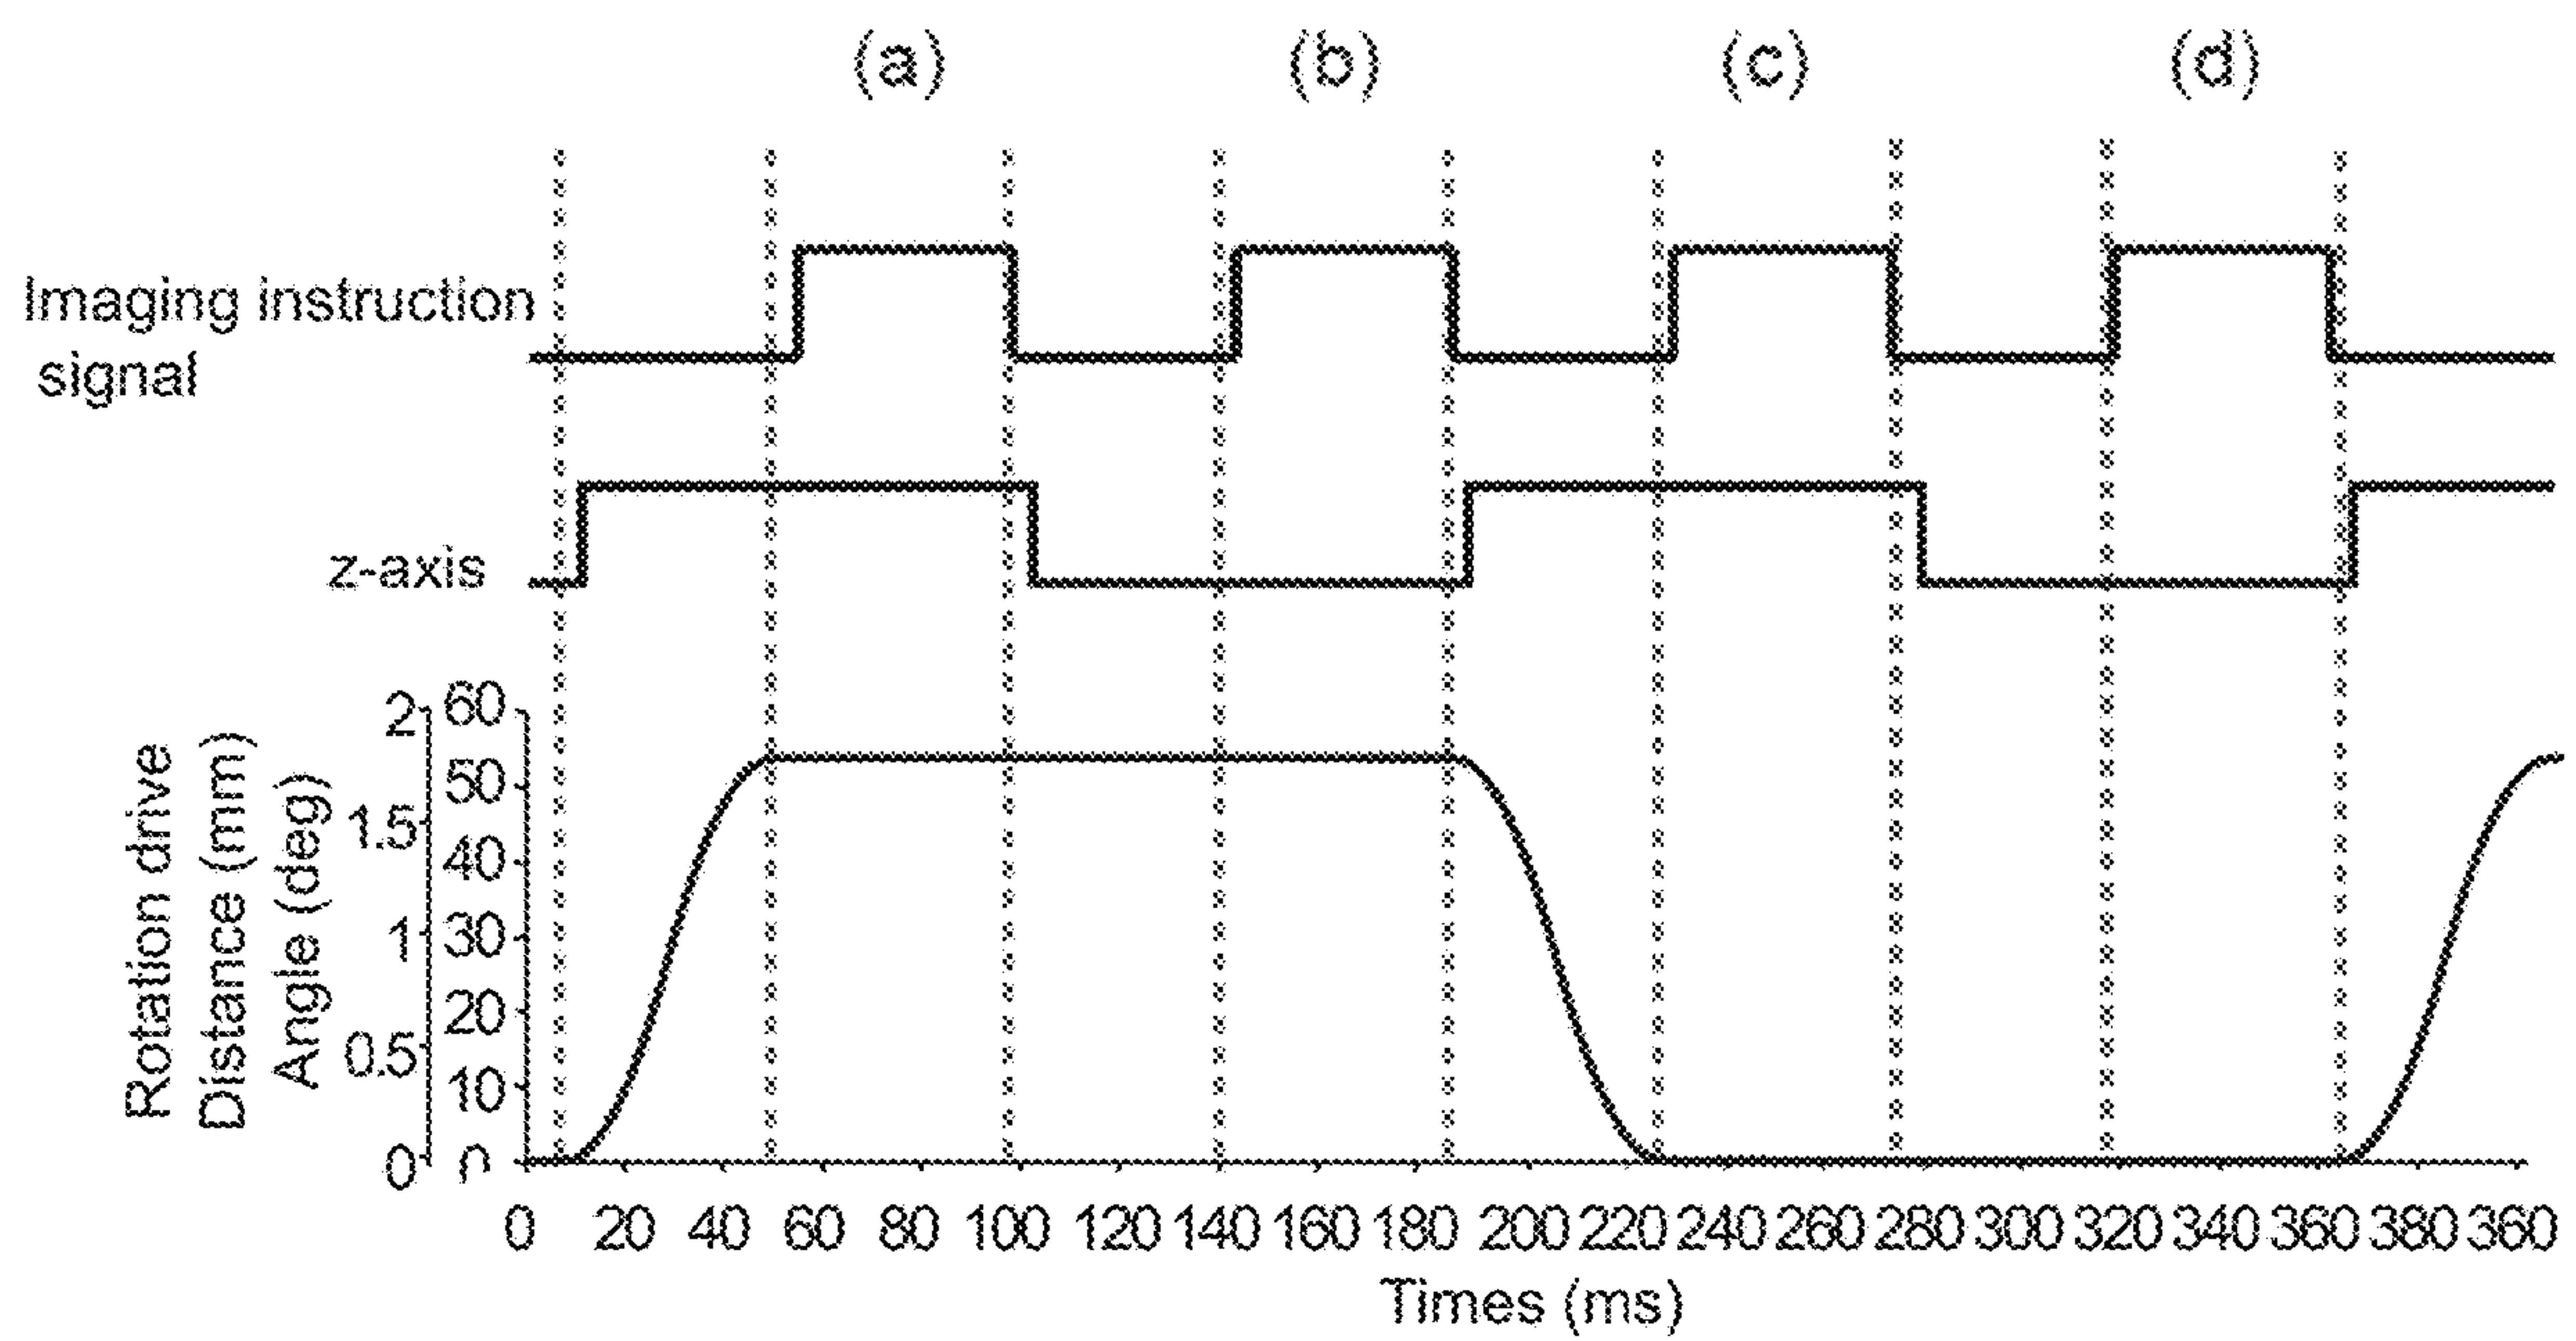 (a) (b) (c) (d)
Imaging instruction
signal
z-axis
Rotation drive
Distance (mm)
Angle (deg)
2
1.5
1
0.5
0
60
50
40
30
20
10
0
0 20 40 60 80 100 120 140 160 180 200 220 240 260 280 300 320 340 360 380 360
Times (ms)